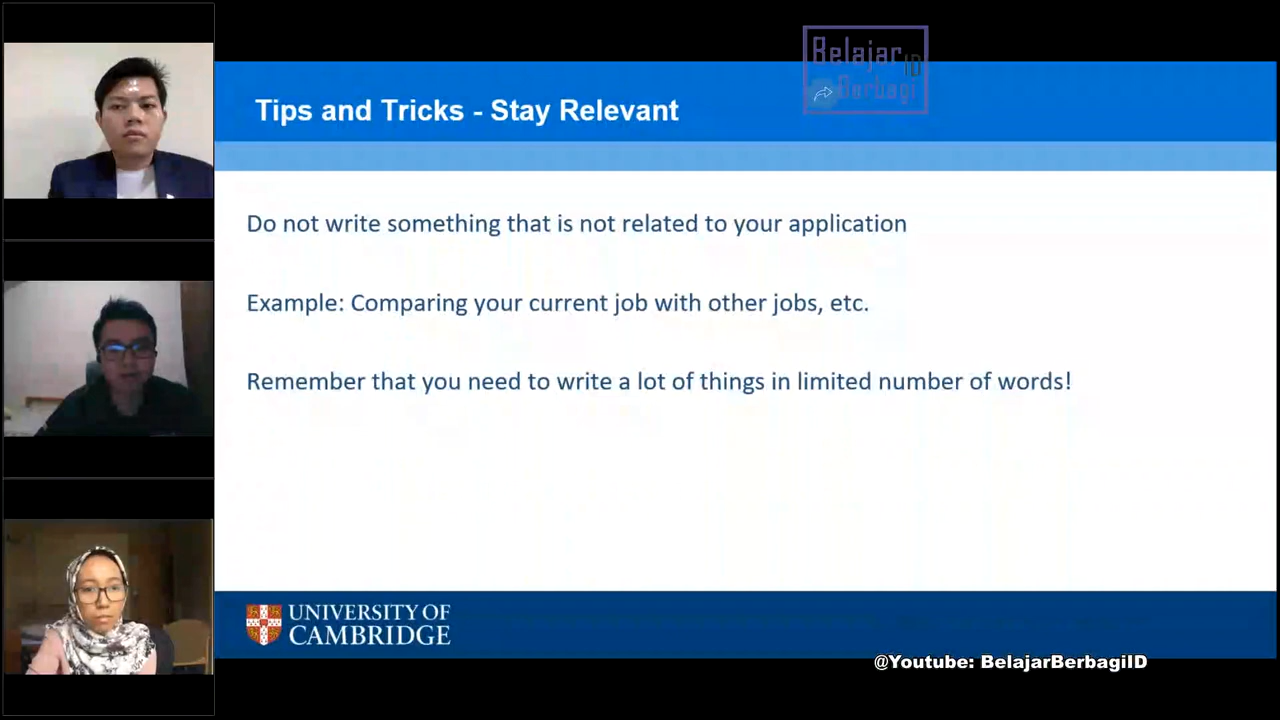 Belajar
ID
Berbagi
Tips and Tricks - Stay Relevant
Do not write something that is not related to your application
Example: Comparing your current job with other jobs, etc.
Remember that you need to write a lot of things in limited number of words!
UNIVERSITY OF
CAMBRIDGE
@Youtube: BelajarBerbagiID